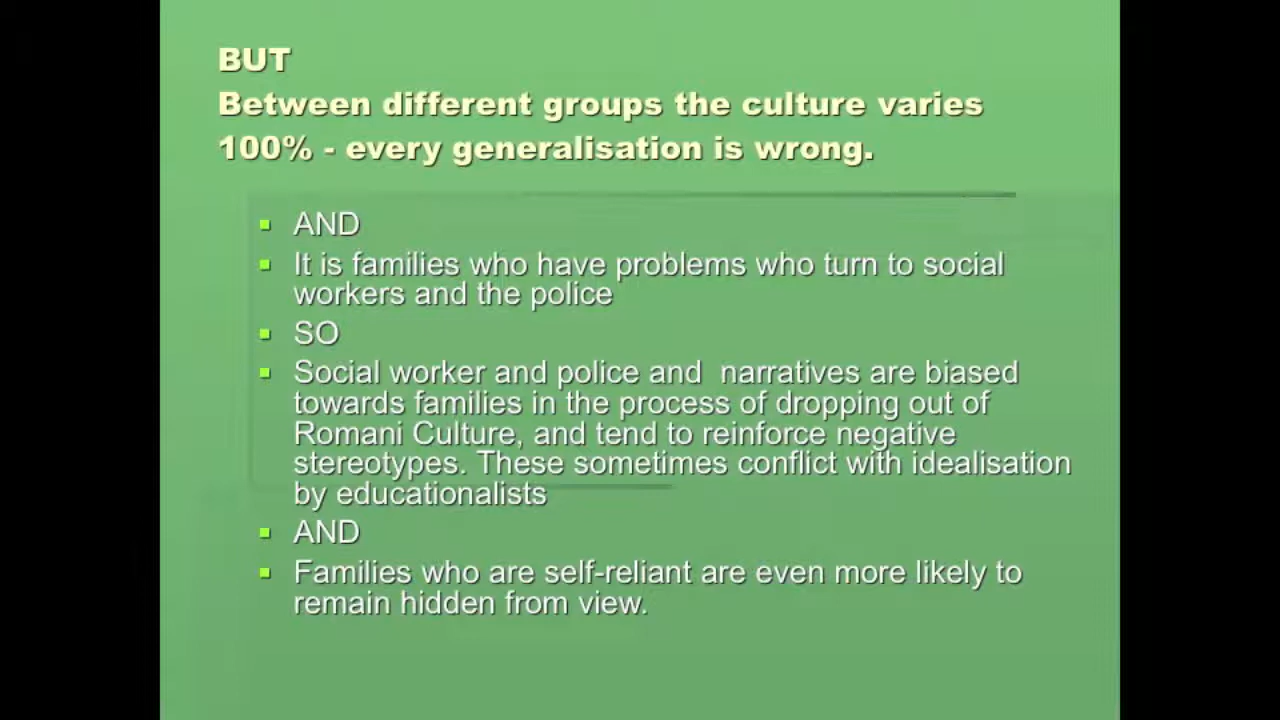 BUT
Between different groups the culture varies
100% - every generalisation is wrong.
AND
It is families who have problems who turn to social
workers and the police
SO
Social worker and police and  narratives are biased
towards families in the process of dropping out of
Romani Culture, and tend to reinforce negative
stereotypes. These sometimes conflict with idealisation
by educationalists
AND
Families who are self-reliant are even more likely to
remain hidden from view.